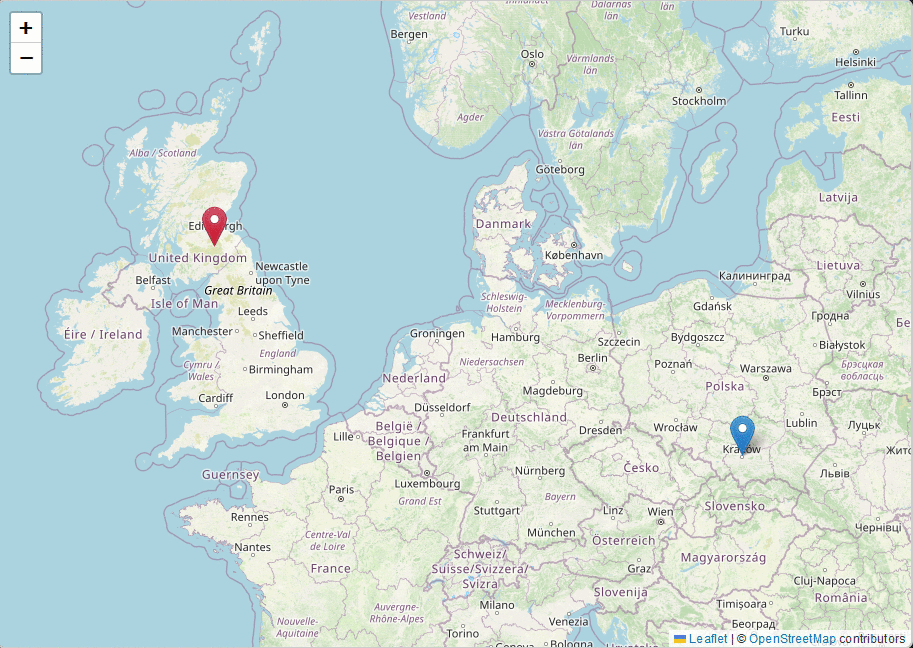 +
−
Vestland
Innlandet
Dalarnas
län
län
Bergen
Oslo
Värmlands
län
Turku
Helsinki
Stockholm
Tallinn
Eesti
Agder
Västra Götalands
län
Alba / Scotland
Göteborg
Latvija
Danmark
Edinburgh
København
United Kingdom
Lietuva
Newcastle
upon Tyne
Belfast
Great Britain
Калининград
Vilnius
Isle of Man
Schleswig-
Holstein
Mecklenburg-
Vorpommern
Gdańsk
Гродна
Leeds
Éire / Ireland
Manchester
Sheffield
Groningen
Hamburg
Szczecin
Bydgoszcz
Białystok
England
Niedersachsen
Berlin
Poznań
Warszawa
Брэсцкая
вобласць
Cymru /
Wales
Birmingham
Nederland
Polska
Cardiff
London
Düsseldorf
Magdeburg
Брэст
Deutschland
Lille
België /
Belgique /
Belgien
Frankfurt
am Main
Dresden
Wrocław
Lublin
Луцьк
Kraków
Guernsey
Luxembourg
Nürnberg
Česko
Львів
Paris
Grand Est
Bayern
Slovensko
Rennes
Stuttgart
Linz
Wien
Чернівці
Centre-Val
de Loire
München
Österreich
Nantes
Magyarország
France
Schweiz/
Suisse/Svizzera/
Svizra
Graz
Cluj-Napoca
Slovenija
România
Auvergne-
Rhône-Alpes
Milano
Timișoara
Nouvelle-
Aquitaine
Venezia
Београд
Torino
Genova
Bologna
Leaflet | © OpenStreetMap contributors